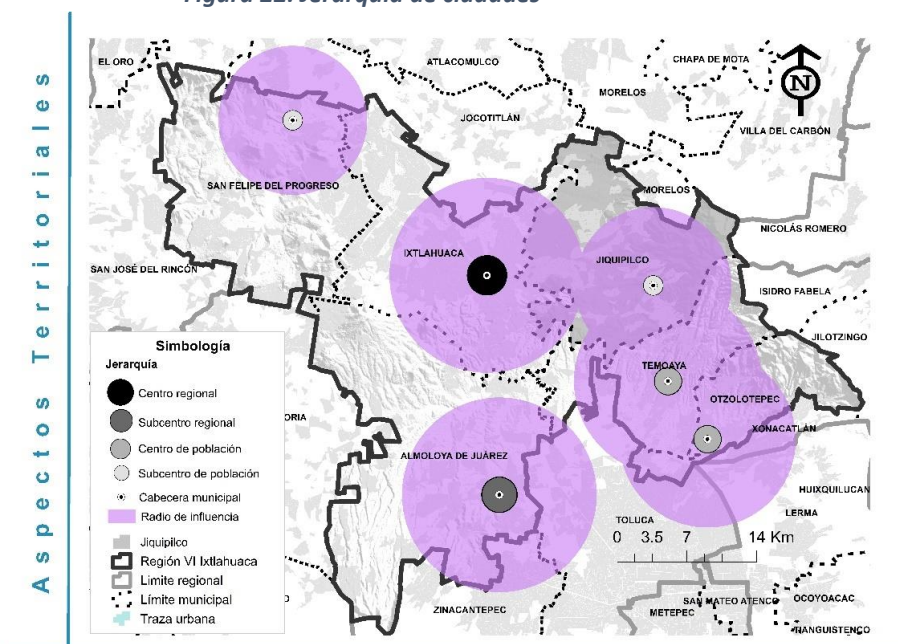 Figura 22. Jerarquía de ciudades
Aspectos Territoriales
EL ORO
ATLACOMULCO
CHAPA DE MOTA
N
MORELOS
JOCOTITLÁN
VILLA DEL CARBÓN
SAN FELIPE DEL PROGRESO
MORELOS
NICOLÁS ROMERO
IXTLAHUACA
JIQUIPILCO
SAN JOSÉ DEL RINCÓN
ISIDRO FABELA
JILOTZINGO
TEMOAYA
OTZOLOTEPEC
ORIA
XONACATLÁN
ALMOLOYA DE JUÁREZ
HUIXQUILUCAN
LERMA
TOLUCA
0 3.5 7 14 Km
ZINACANTEPEC
METEPEC
SAN MATEO ATENCO
OCOYOACAC
TIANGUISTENCO
Simbología
Jerarquía
Centro regional
Subcentro regional
Centro de población
Subcentro de población
Cabecera municipal
Radio de influencia
Jiquipilco
Región VI Ixtlahuaca
Límite regional
Límite municipal
Traza urbana